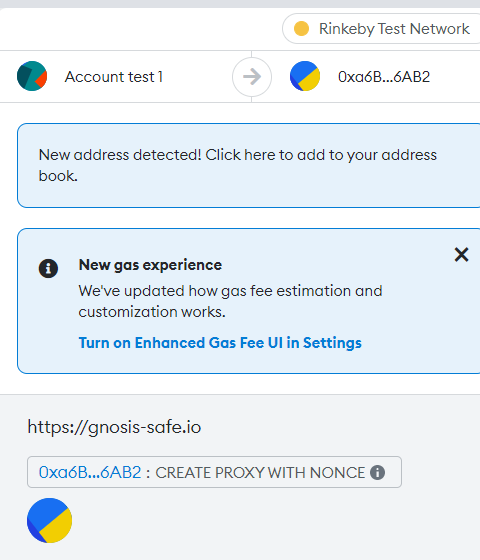 Rinkeby Test Network
Account test 1
0xa6B...6AB2
New address detected! Click here to add to your address
book.
New gas experience
We've updated how gas fee estimation and
customization works.
Turn on Enhanced Gas Fee UI in Settings
https://gnosis-safe.io
0xa6B...6AB2 : CREATE PROXY WITH NONCE